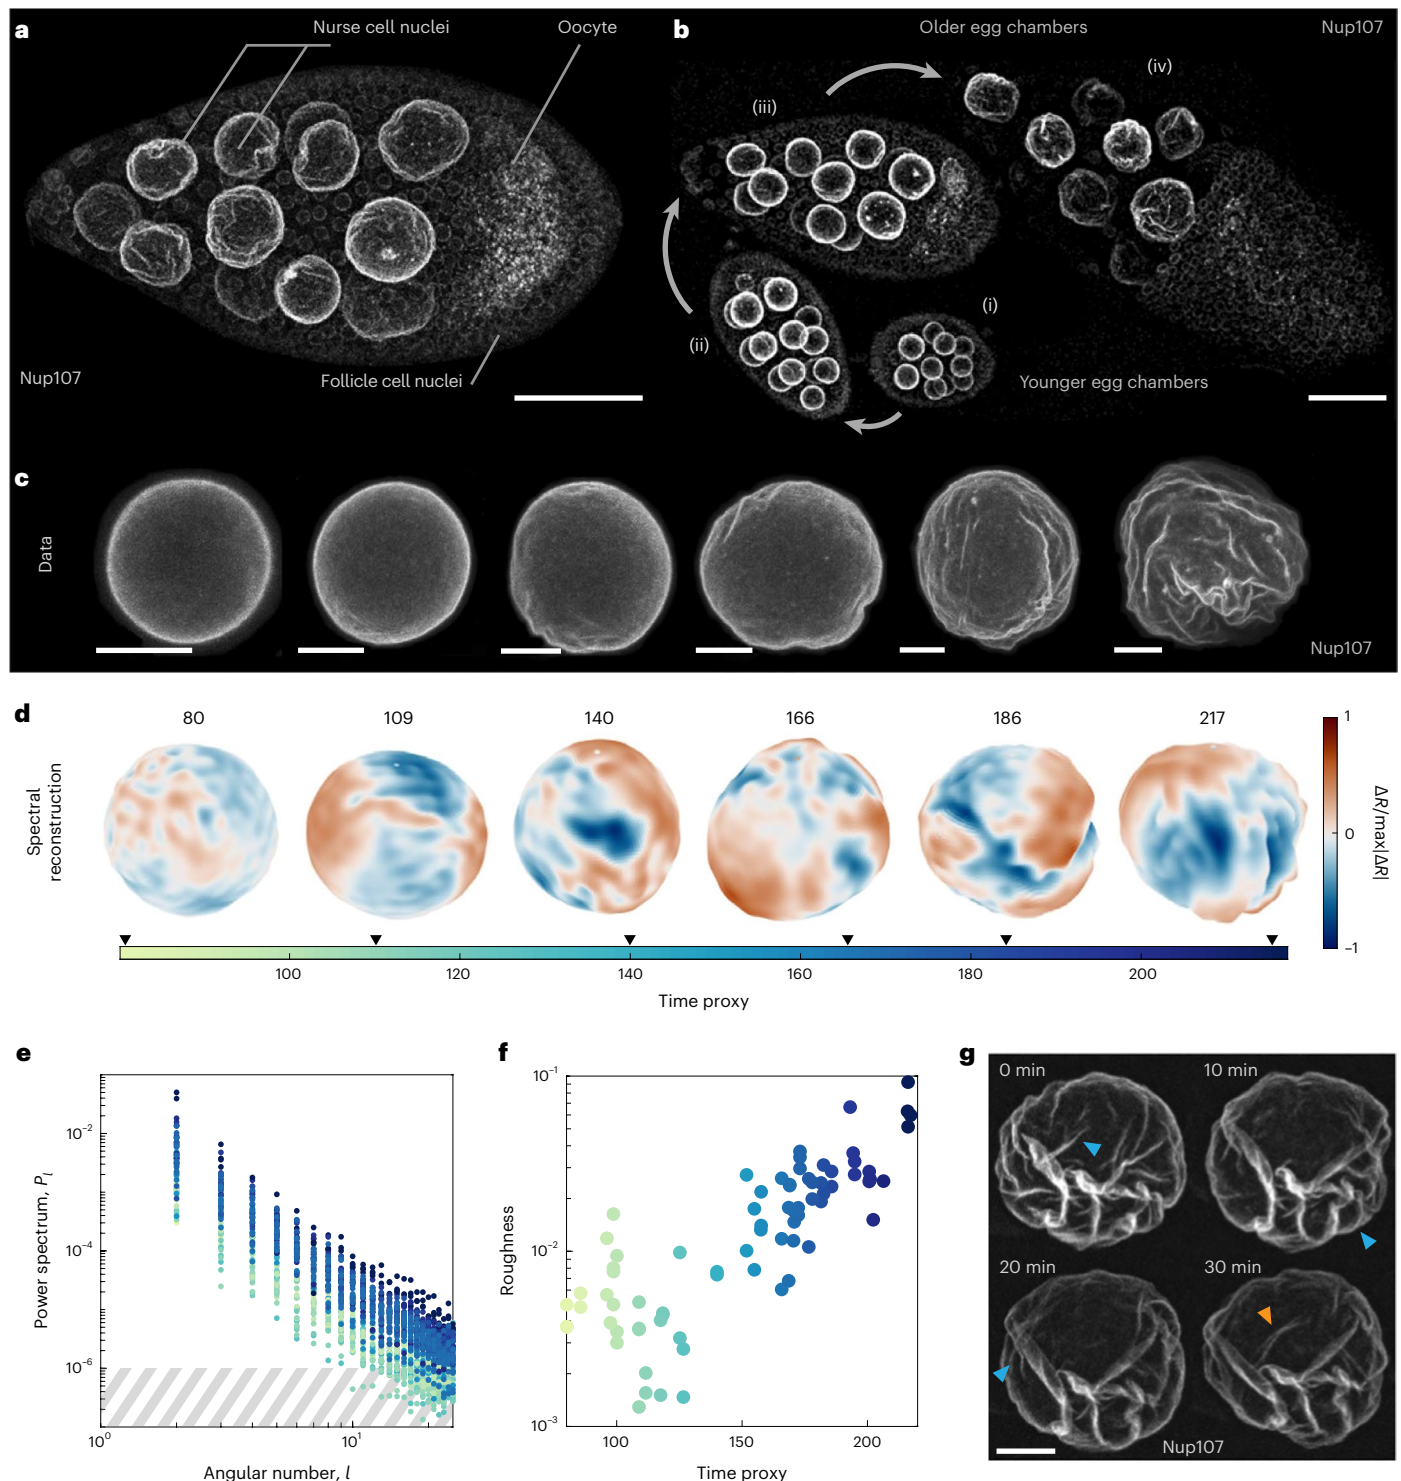 a
Nurse cell nuclei
Oocyte
Nup107
Follicle cell nuclei
b
Older egg chambers
Nup107
(iii)
(iv)
(i)
(ii)
Younger egg chambers
c
Data
Nup107
d
80
109
140
166
186
217
Spectral
reconstruction
1
0
–1
ΔR/max|ΔR|
100
120
140
160
180
200
Time proxy
e
Power spectrum, Pl
10–2
10–4
10–6
100
101
Angular number, l
f
Roughness
10–1
10–2
10–3
100
150
200
Time proxy
g
0 min
10 min
20 min
30 min
Nup107